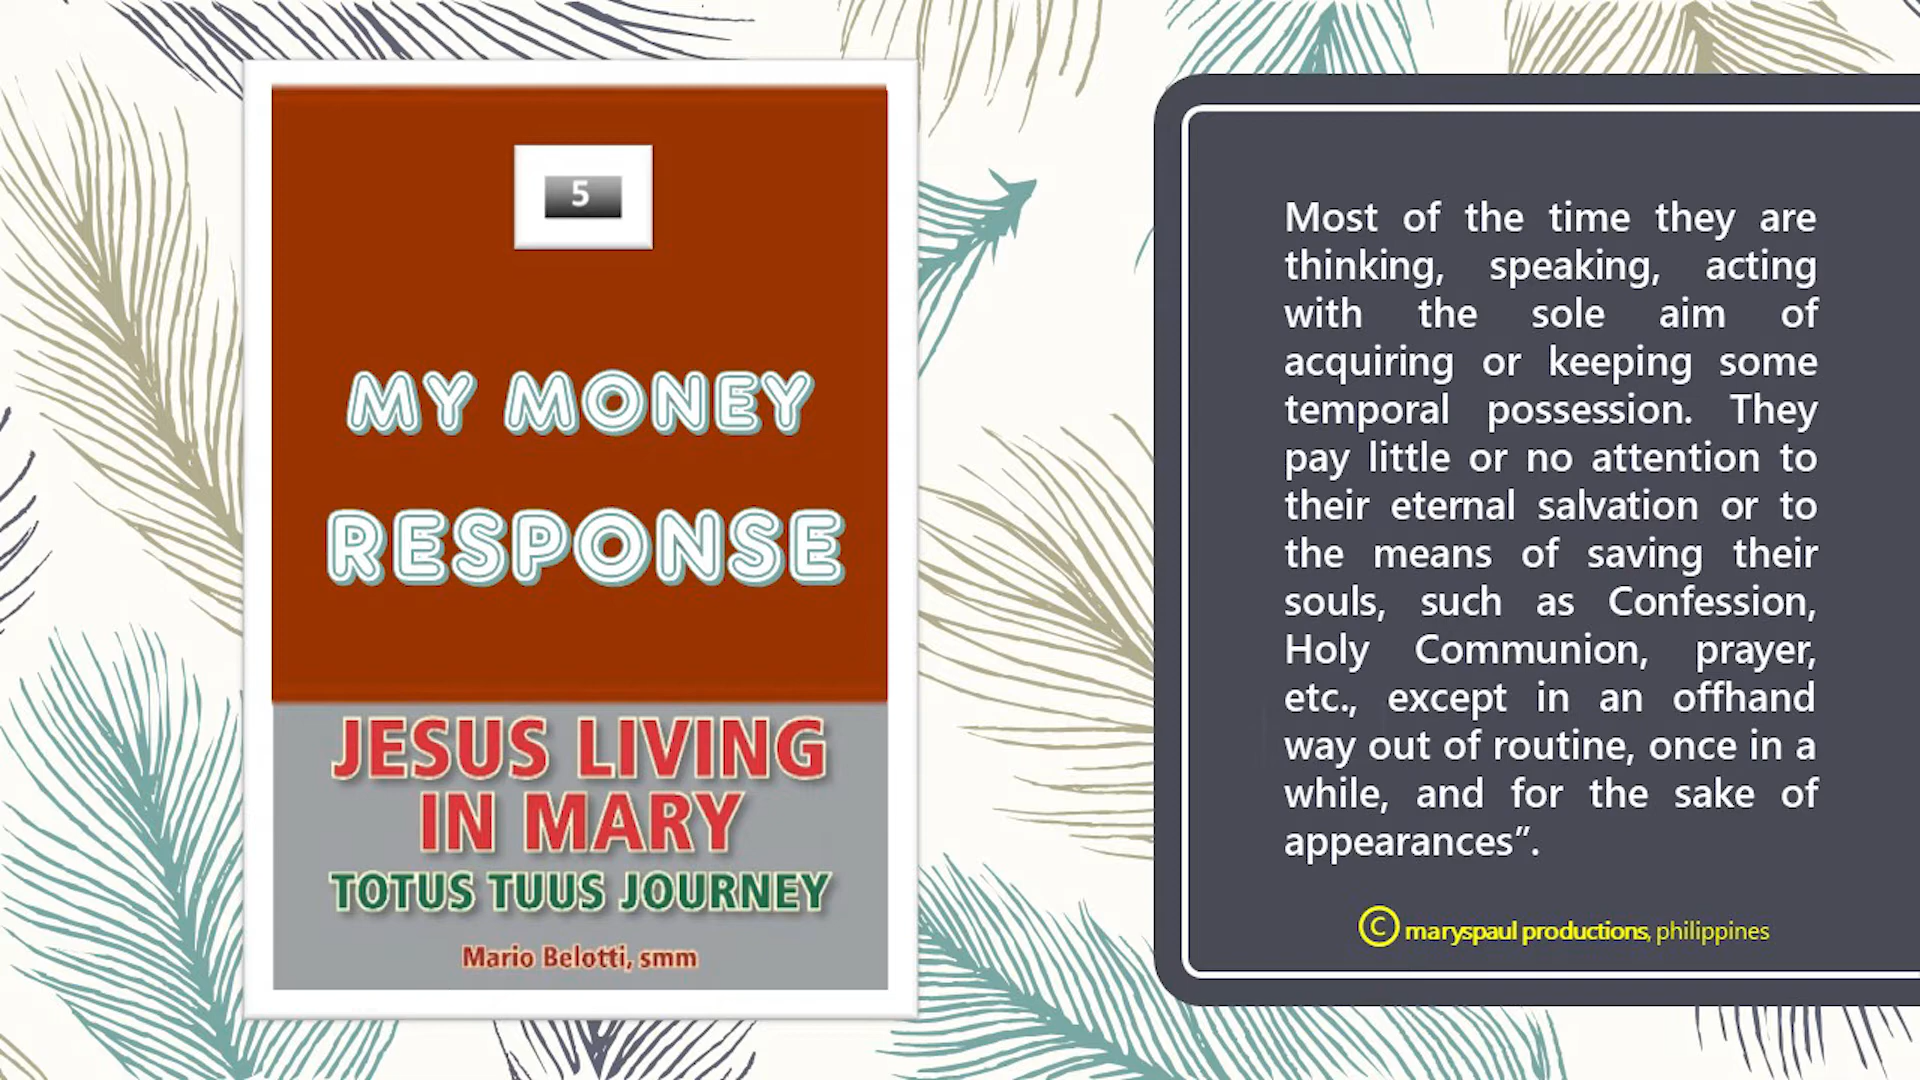 5
MY MONEY
RESPONSE
JESUS LIVING
IN MARY
TOTUS TUUS JOURNEY
Mario Belotti, smm
Most of the time they are
thinking, speaking, acting
with the sole aim of
acquiring or keeping some
temporal possession. They
pay little or no attention to
their eternal salvation or to
the means of saving their
souls, such as Confession,
Holy Communion, prayer,
etc., except in an offhand
way out of routine, once in a
while, and for the sake of
appearances”.
© maryspaul productions, philippines